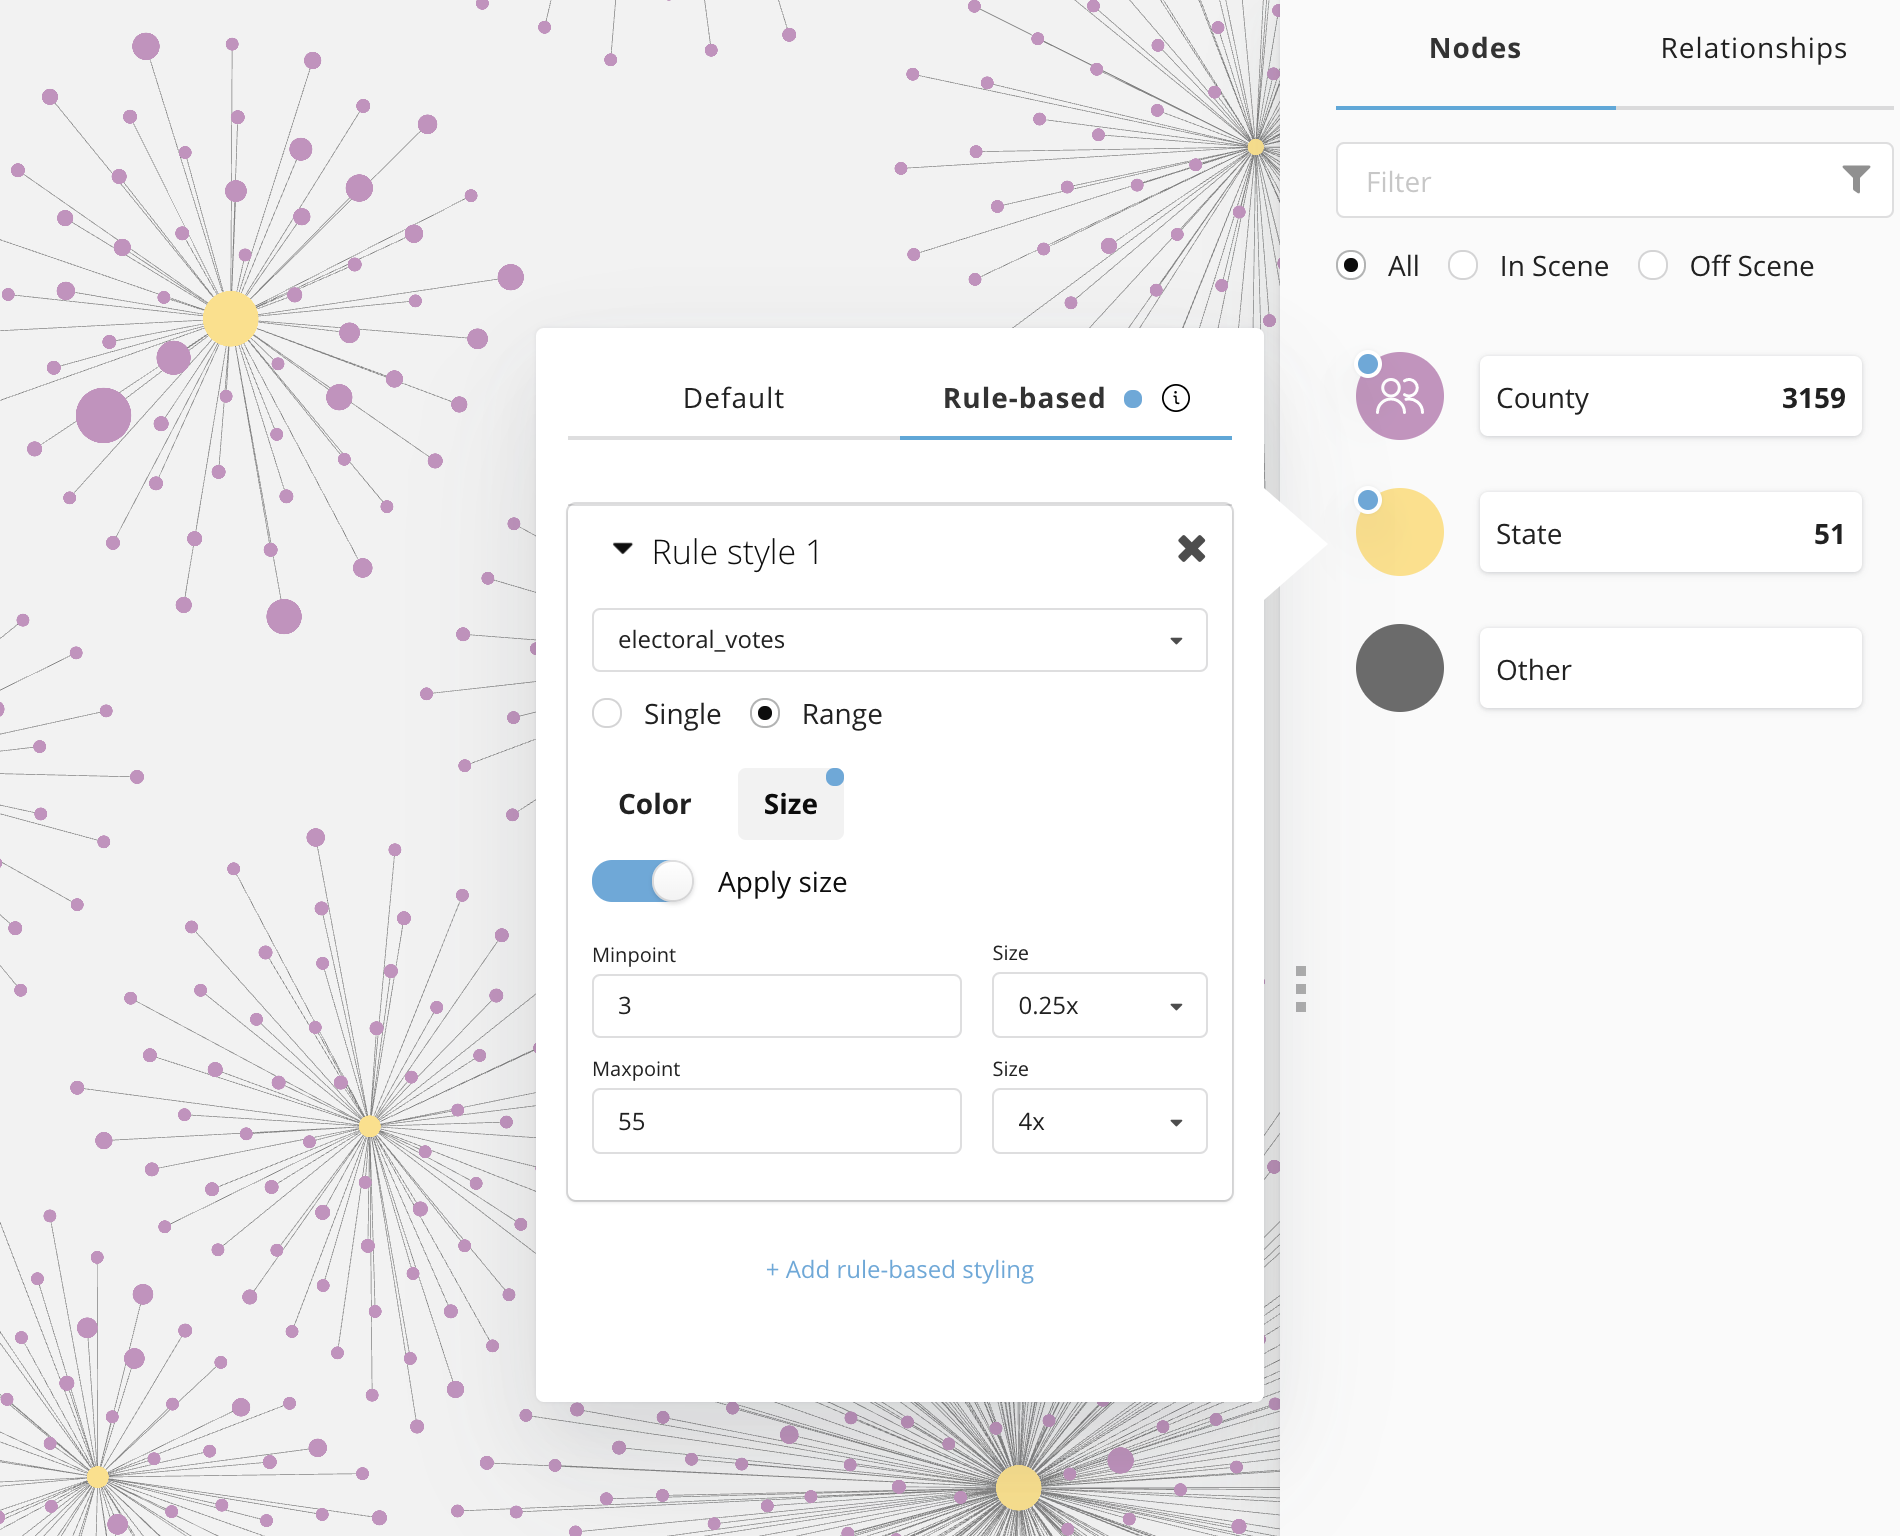 Nodes
Relationships
Filter
All
In Scene
Off Scene
County 3159
State 51
Other
Default
Rule-based
Rule style 1
electoral_votes
Single
Range
Color
Size
Apply size
Minpoint
Size
3
0.25x
Maxpoint
Size
55
4x
+ Add rule-based styling